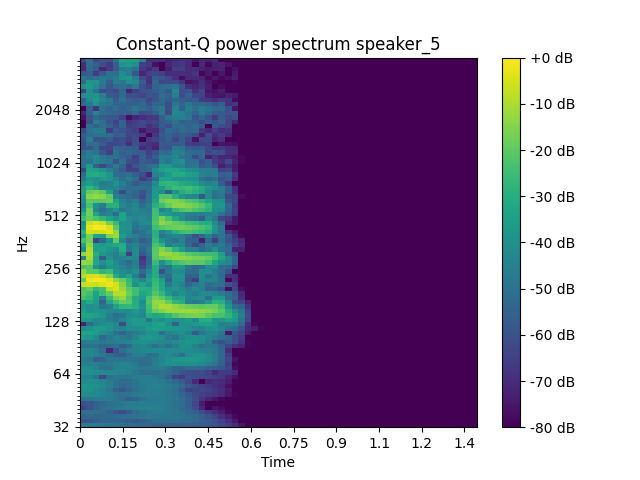 Constant-Q power spectrum speaker_5
Hz
2048
1024
512
256
128
64
32
0 0.15 0.3 0.45 0.6 0.75 0.9 1.1 1.2 1.4
Time
+0 dB
-10 dB
-20 dB
-30 dB
-40 dB
-50 dB
-60 dB
-70 dB
-80 dB